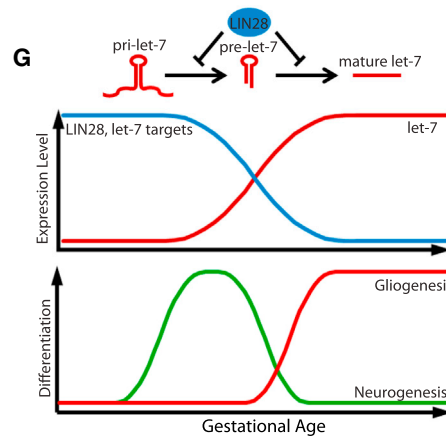 G
LIN28
pri-let-7
pre-let-7
mature let-7
LIN28, let-7 targets
let-7
Expression Level
Gliogenesi
Neurogenesis
Differentiation
Gestational Age